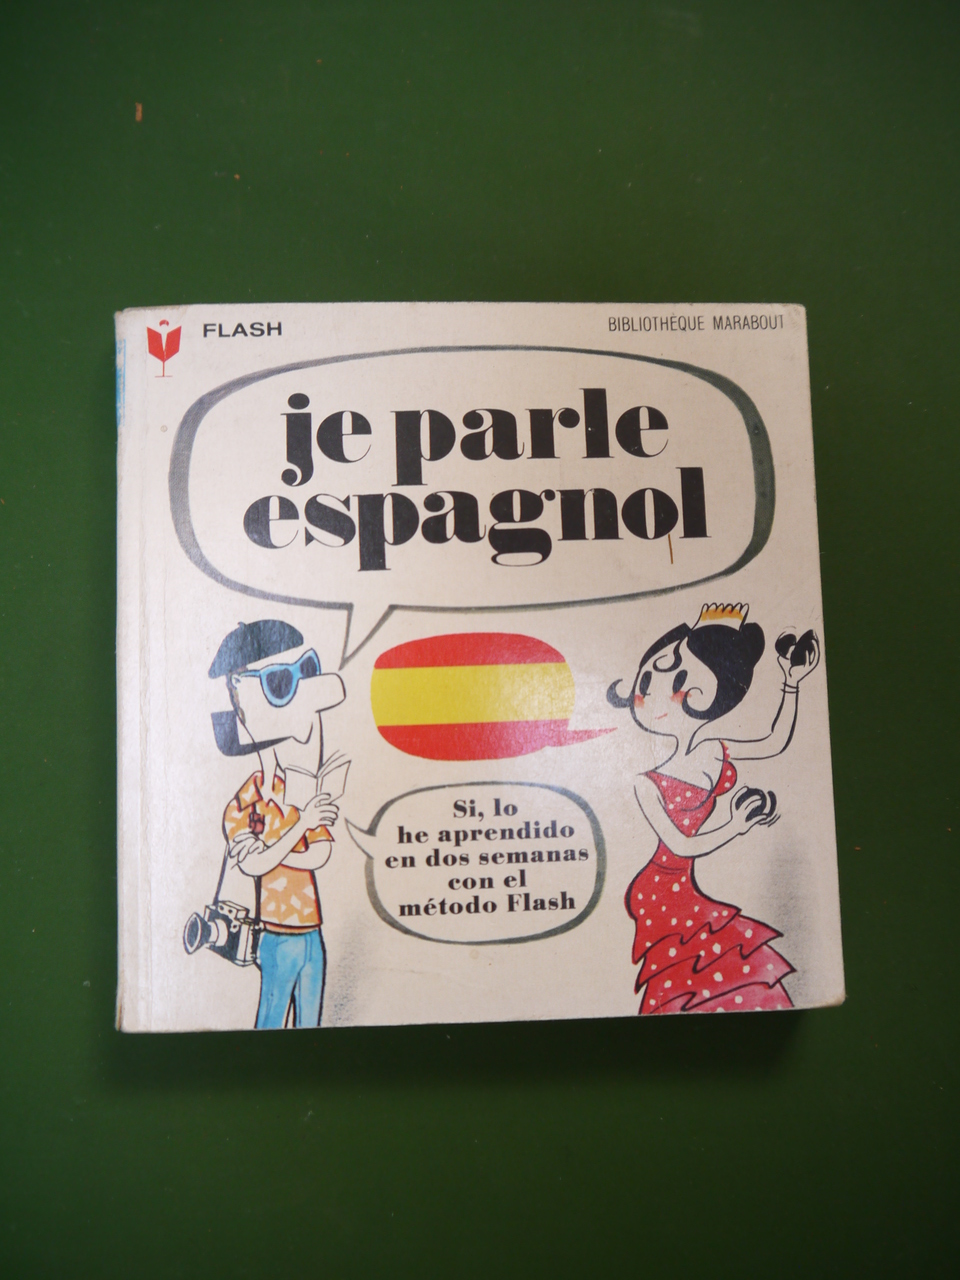 FLASH
BIBLIOTHÈQUE MARABOUT
je parle
espagnol
Si, lo
he aprendido
en dos semanas
con el
método Flash